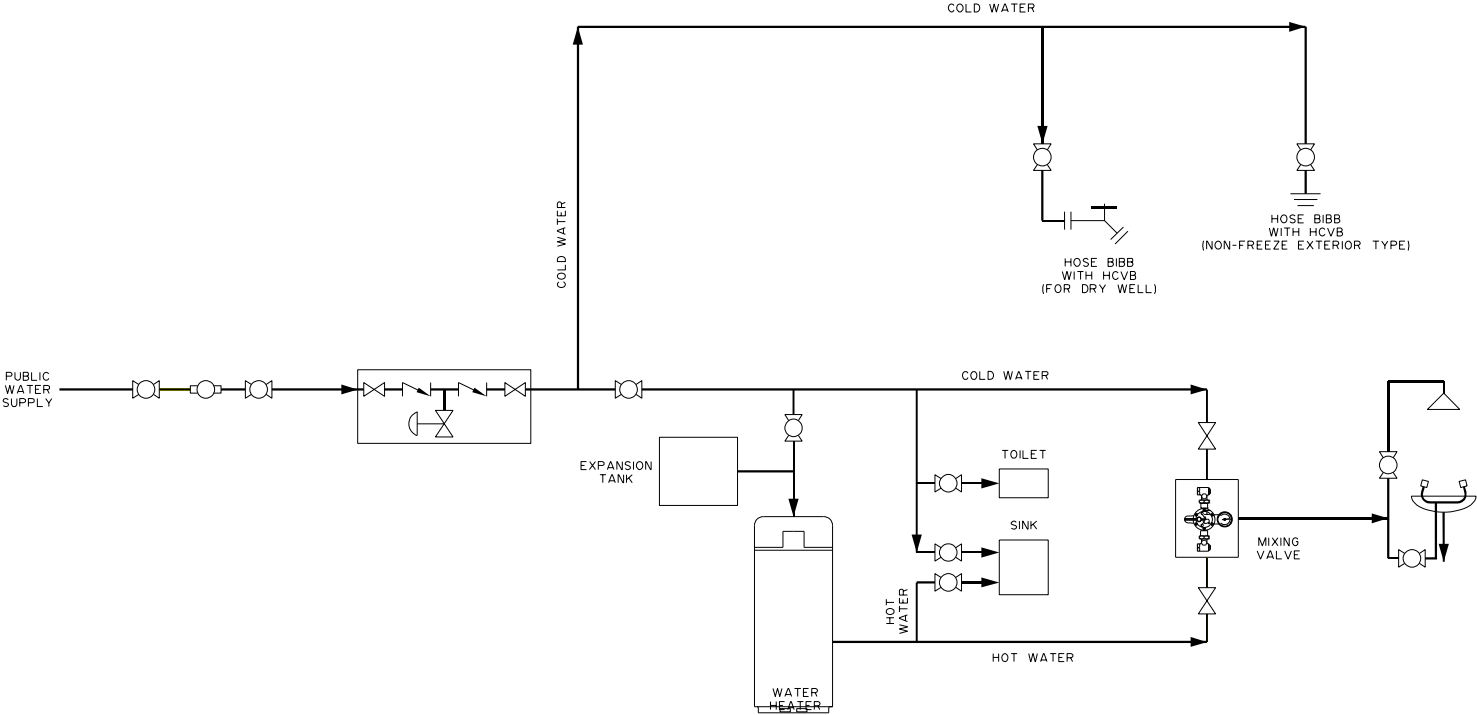 COLD WATER
COLD WATER
HOSE BIBB
WITH HCVB
(NON-FREEZE EXTERIOR TYPE)
HOSE BIBB
WITH HCVB
(FOR DRY WELL)
PUBLIC
WATER
SUPPLY
COLD WATER
EXPANSION
TANK
TOILET
SINK
MIXING
VALVE
HOT
WATER
HOT WATER
WATER
HEATER